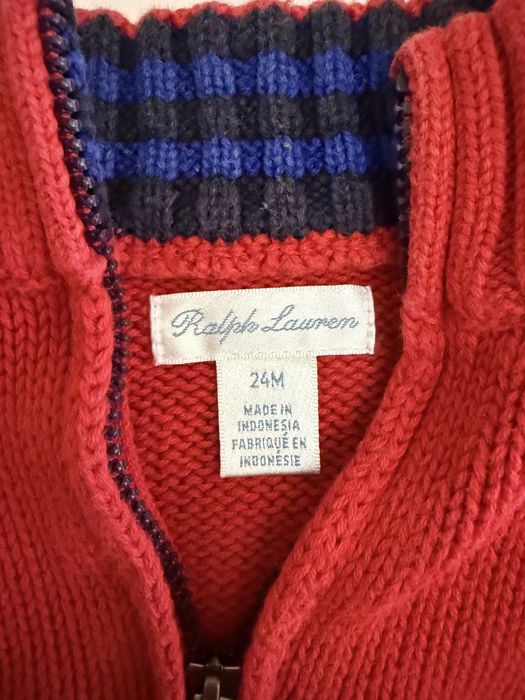 Ralph Lauren
24M
MADE IN
INDONESIA
FABRIQUÉ EN
INDONÉSIE